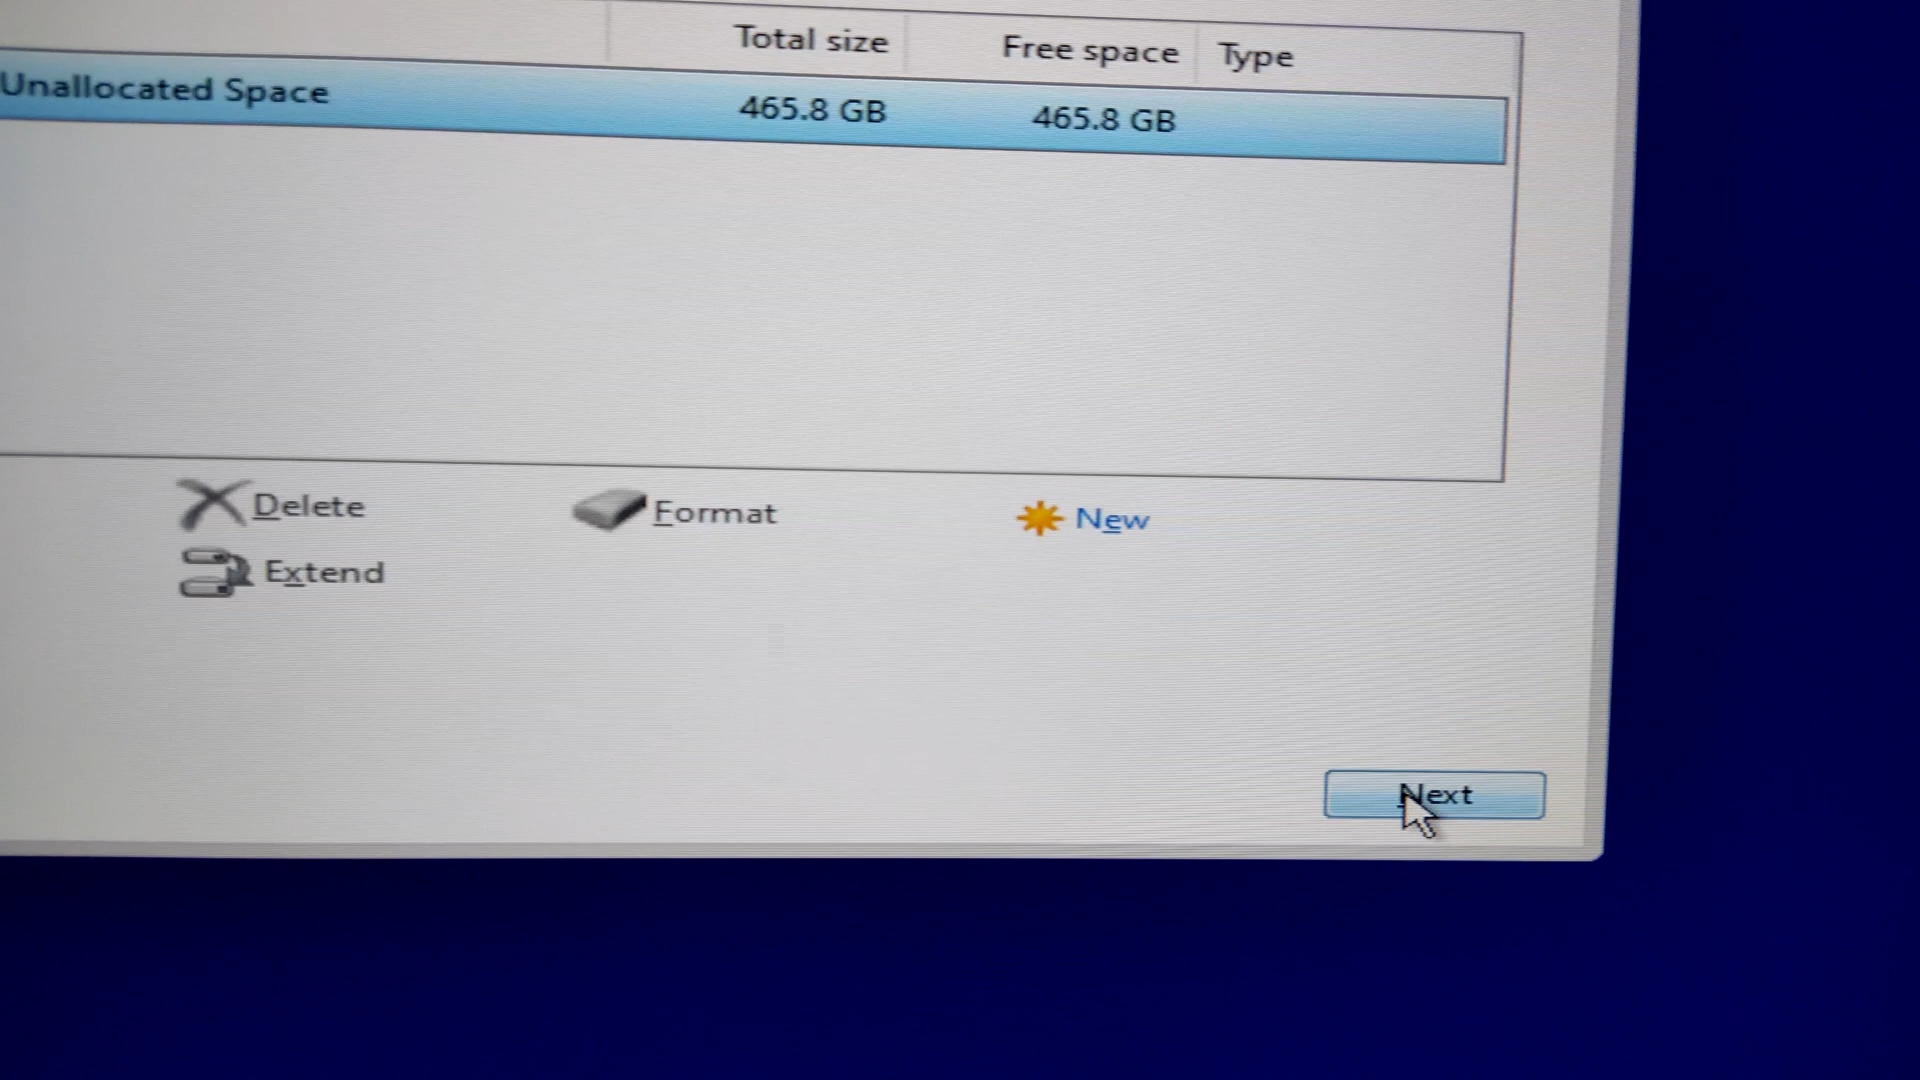 Total size Free space Type
Unallocated Space 465.8 GB 465.8 GB
Delete Format New
Extend
Next